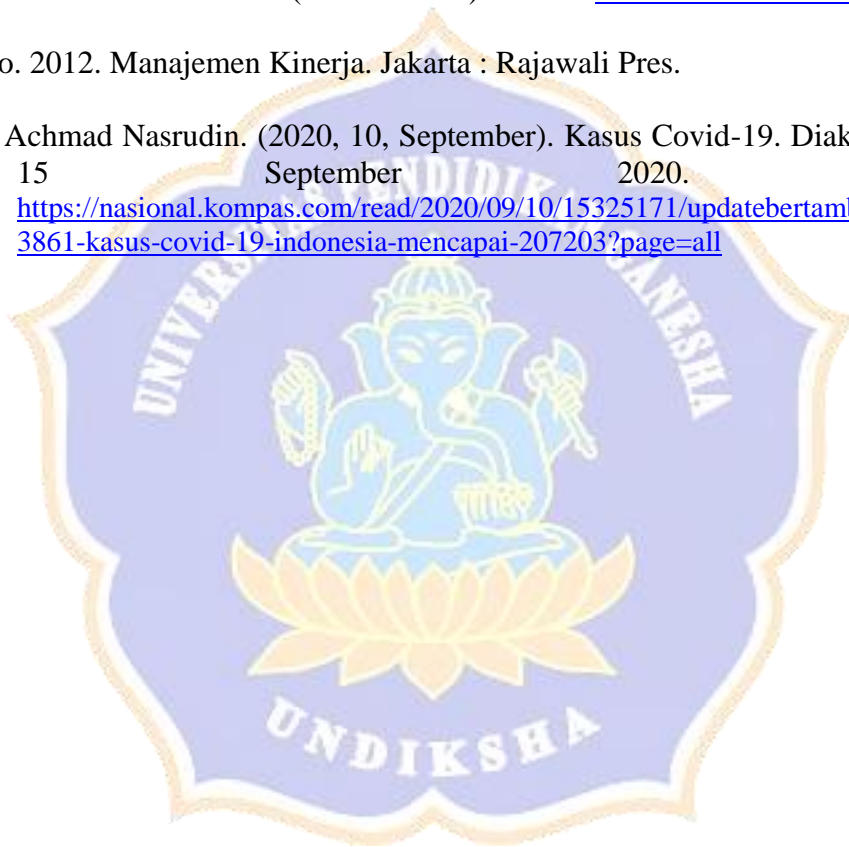 o. 2012. Manajemen Kinerja. Jakarta : Rajawali Pres.
Achmad Nasrudin. (2020, 10, September). Kasus Covid-19. Diak
15 September 2020.
https://nasional.kompas.com/read/2020/09/10/15325171/updatebertamb
3861-kasus-covid-19-indonesia-mencapai-207203?page=all
UNIVERSITAS PENDIDIKAN GANESHA
UNDIKSHA